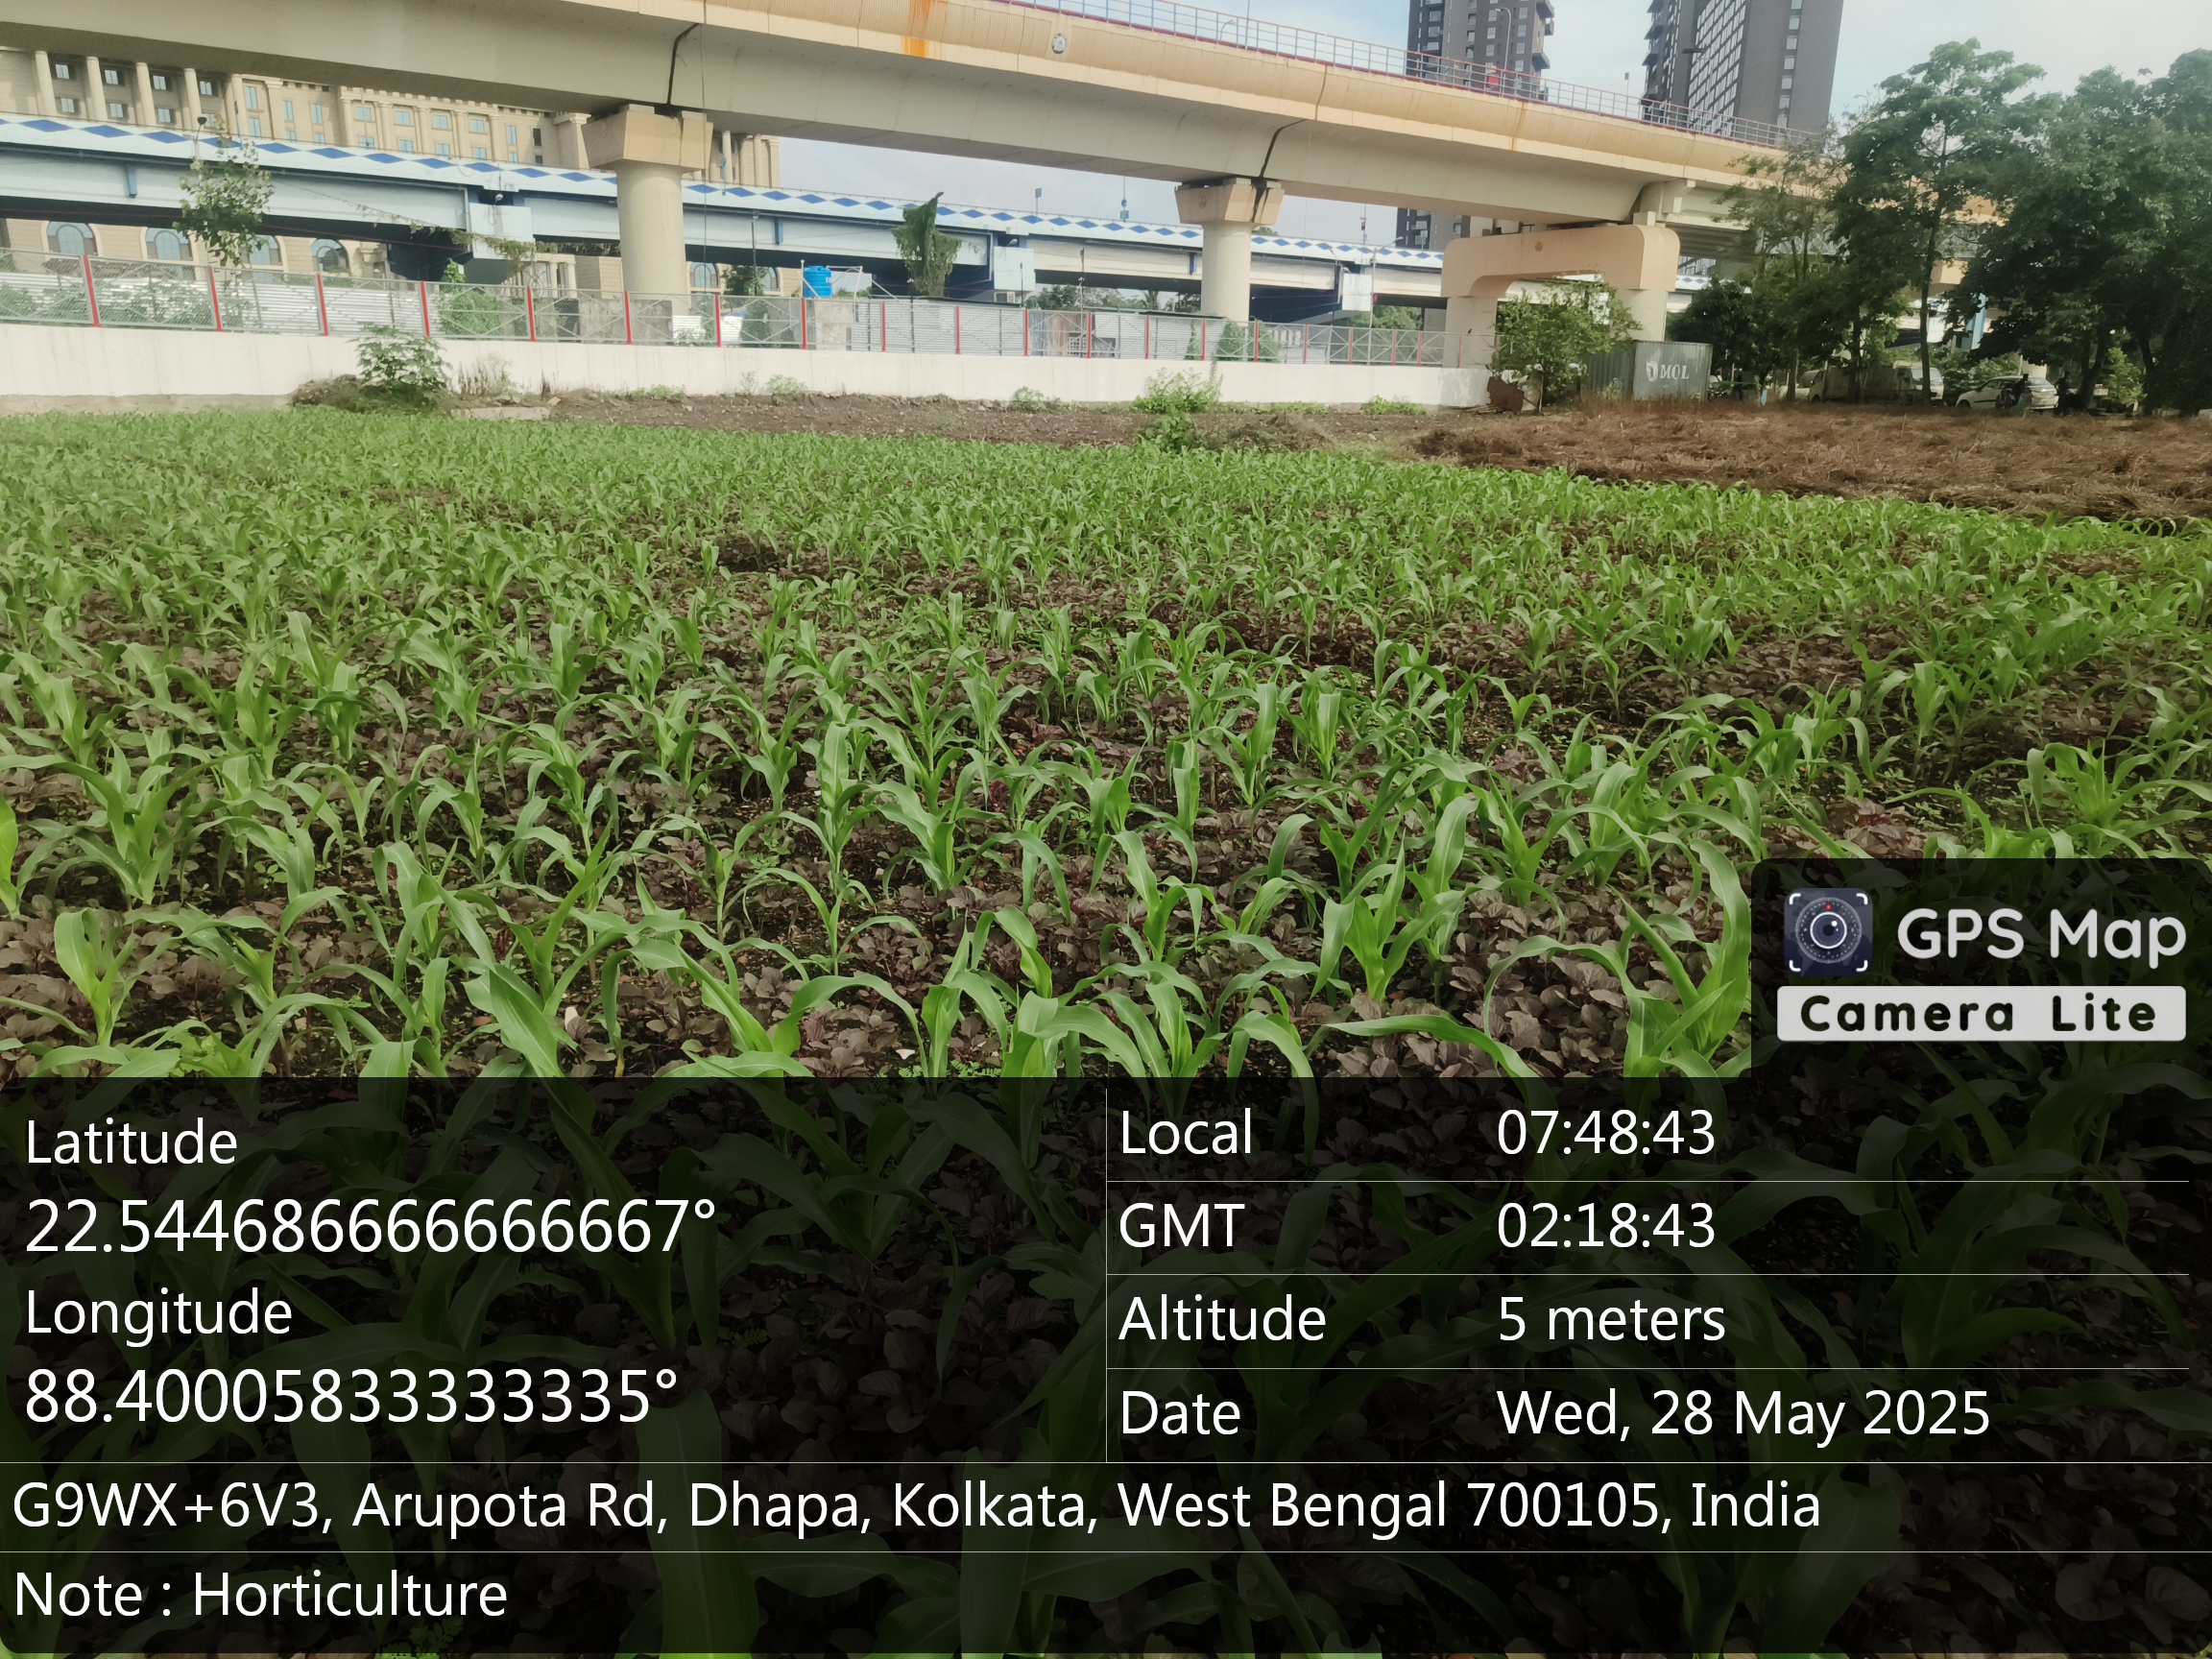 MOL
GPS Map
Camera Lite
Latitude
22.544686666666667°
Longitude
88.40005833333335°
Local 07:48:43
GMT 02:18:43
Altitude 5 meters
Date Wed, 28 May 2025
G9WX+6V3, Arupota Rd, Dhapa, Kolkata, West Bengal 700105, India
Note : Horticulture